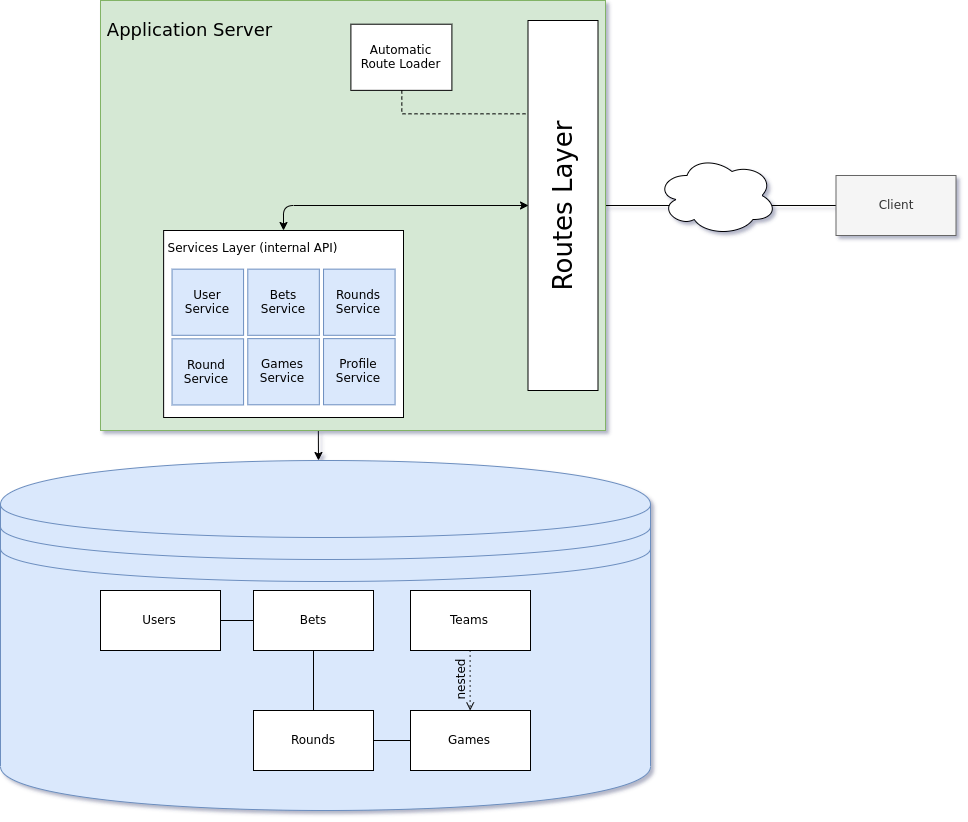 Application Server
Automatic
Route Loader
Routes Layer
Client
Services Layer (internal API)
User
Service
Bets
Service
Rounds
Service
Round
Service
Games
Service
Profile
Service
Users
Bets
Teams
nested
Rounds
Games